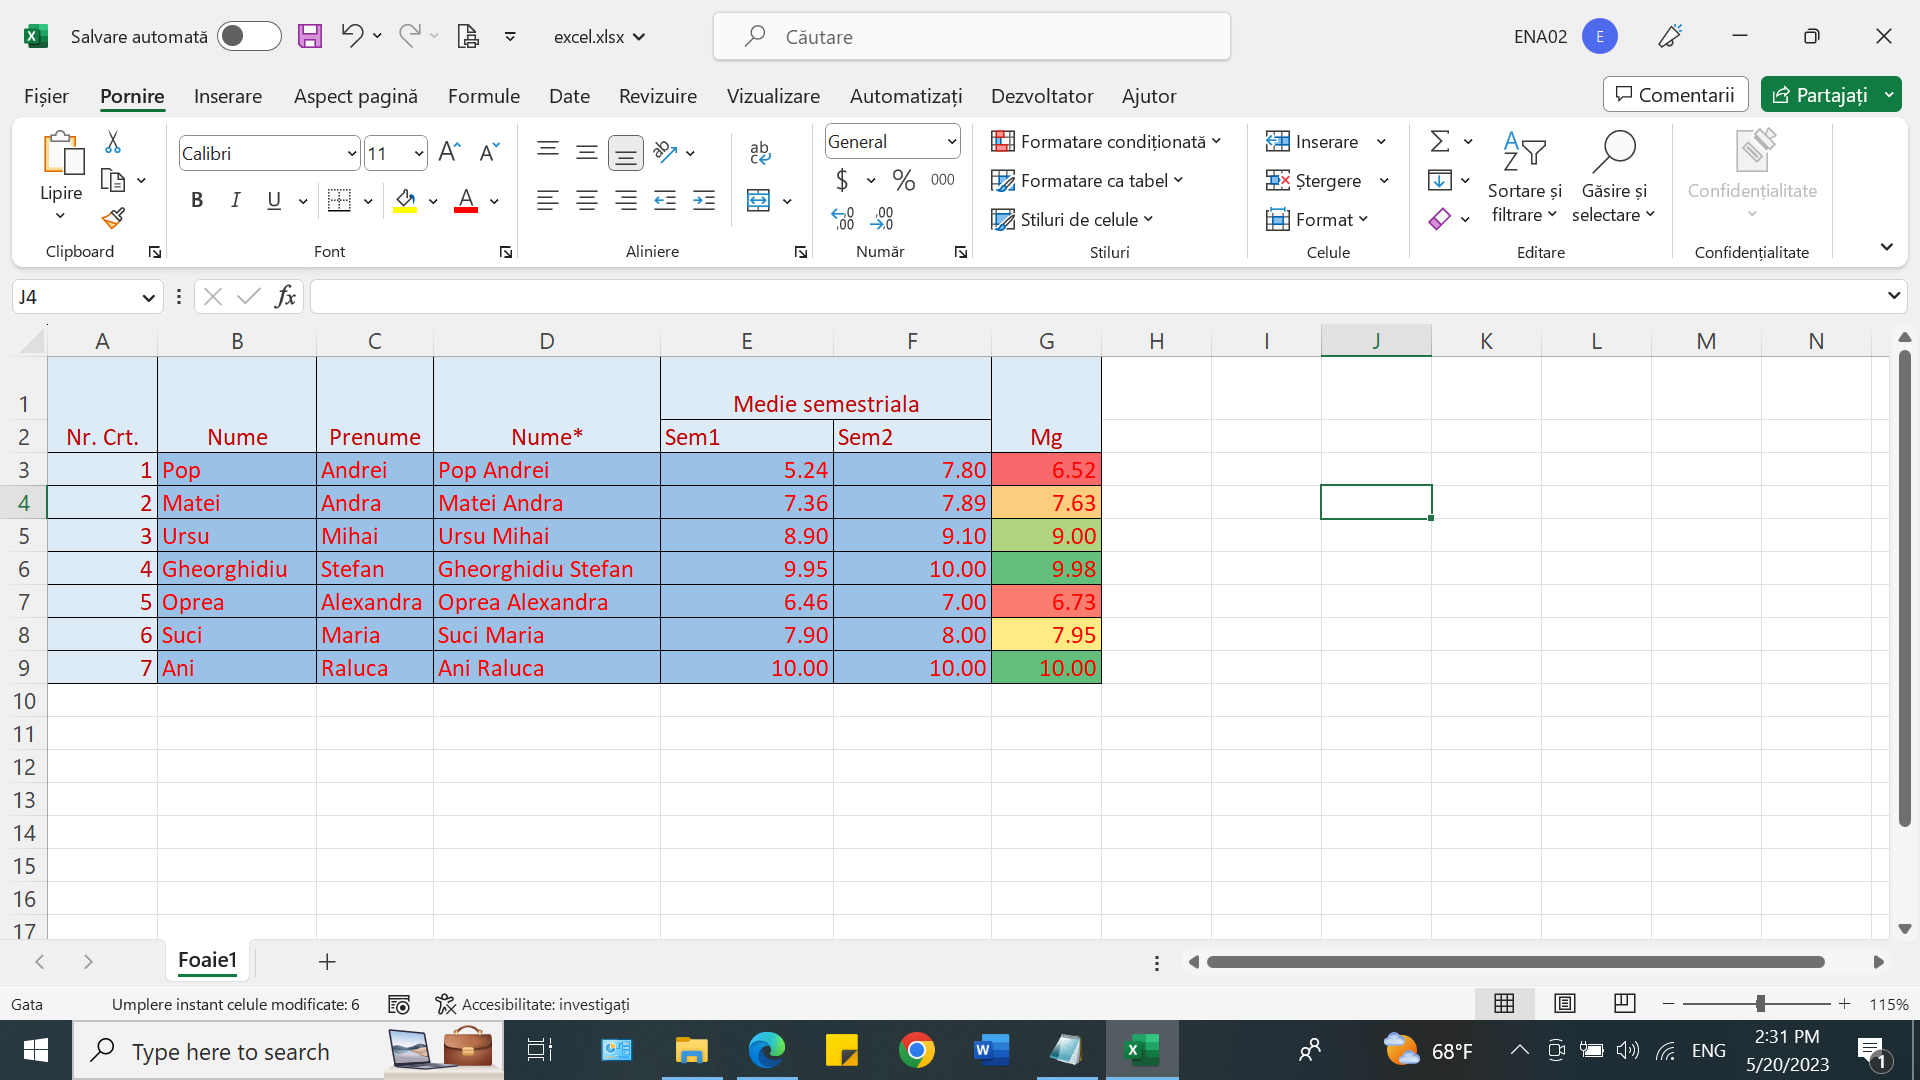 Salvare automată
excel.xlsx
Căutare
ENA02
E
Fișier Pornire Inserare Aspect pagină Formule Date Revizuire Vizualizare Automatizați Dezvoltator Ajutor
Comentarii
Partajați
Lipire
Clipboard
Calibri
11
B I U
A
Font
ab
Aliniere
General
$ % 000
Număr
Formatare condiționată
Formatare ca tabel
Stiluri de celule
Stiluri
Inserare
Ștergere
Format
Celule
Sortare și
filtrare
Găsire și
selectare
Editare
Confidențialitate
Confidențialitate
J4
fx
A B C D E F G H I J K L M N
1 Medie semestriala
2 Nr. Crt. Nume Prenume Nume* Sem1 Sem2 Mg
3 1 Pop Andrei Pop Andrei 5.24 7.80 6.52
4 2 Matei Andra Matei Andra 7.36 7.89 7.63
5 3 Ursu Mihai Ursu Mihai 8.90 9.10 9.00
6 4 Gheorghidiu Stefan Gheorghidiu Stefan 9.95 10.00 9.98
7 5 Oprea Alexandra Oprea Alexandra 6.46 7.00 6.73
8 6 Suci Maria Suci Maria 7.90 8.00 7.95
9 7 Ani Raluca Ani Raluca 10.00 10.00 10.00
10
11
12
13
14
15
16
17
Foaie1
Gata
Umplere instant celule modificate: 6
Accesibilitate: investigați
115%
Type here to search
68°F
ENG
2:31 PM
5/20/2023
1